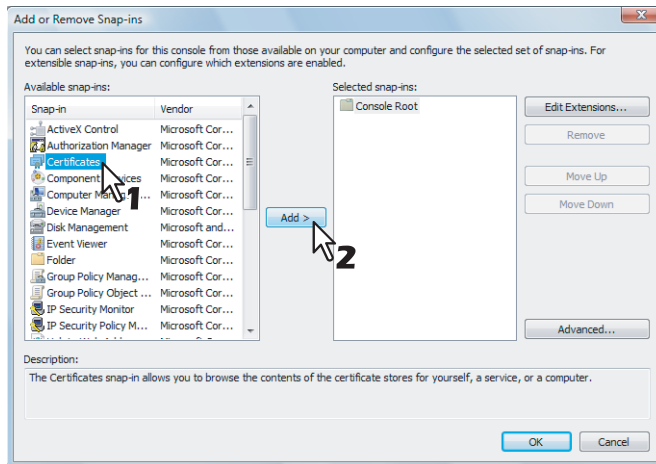 Add or Remove Snap-ins
You can select snap-ins for this console from those available on your computer and configure the selected set of snap-ins. For
extensible snap-ins, you can configure which extensions are enabled.
Available snap-ins:
Selected snap-ins:
Snap-in Vendor
ActiveX Control Microsoft Cor...
Authorization Manager Microsoft Cor...
Certificates Microsoft Cor...
Component Microsoft Cor...
Computer Microsoft Cor...
Device Manager Microsoft Cor...
Disk Management Microsoft and...
Event Viewer Microsoft Cor...
Folder Microsoft Cor...
Group Policy Manag... Microsoft Cor...
Group Policy Object ... Microsoft Cor...
IP Security Monitor Microsoft Cor...
IP Security Policy M... Microsoft Cor...
1
Add >
2
Console Root
Edit Extensions...
Remove
Move Up
Move Down
Advanced...
Description:
The Certificates snap-in allows you to browse the contents of the certificate stores for yourself, a service, or a computer.
OK Cancel